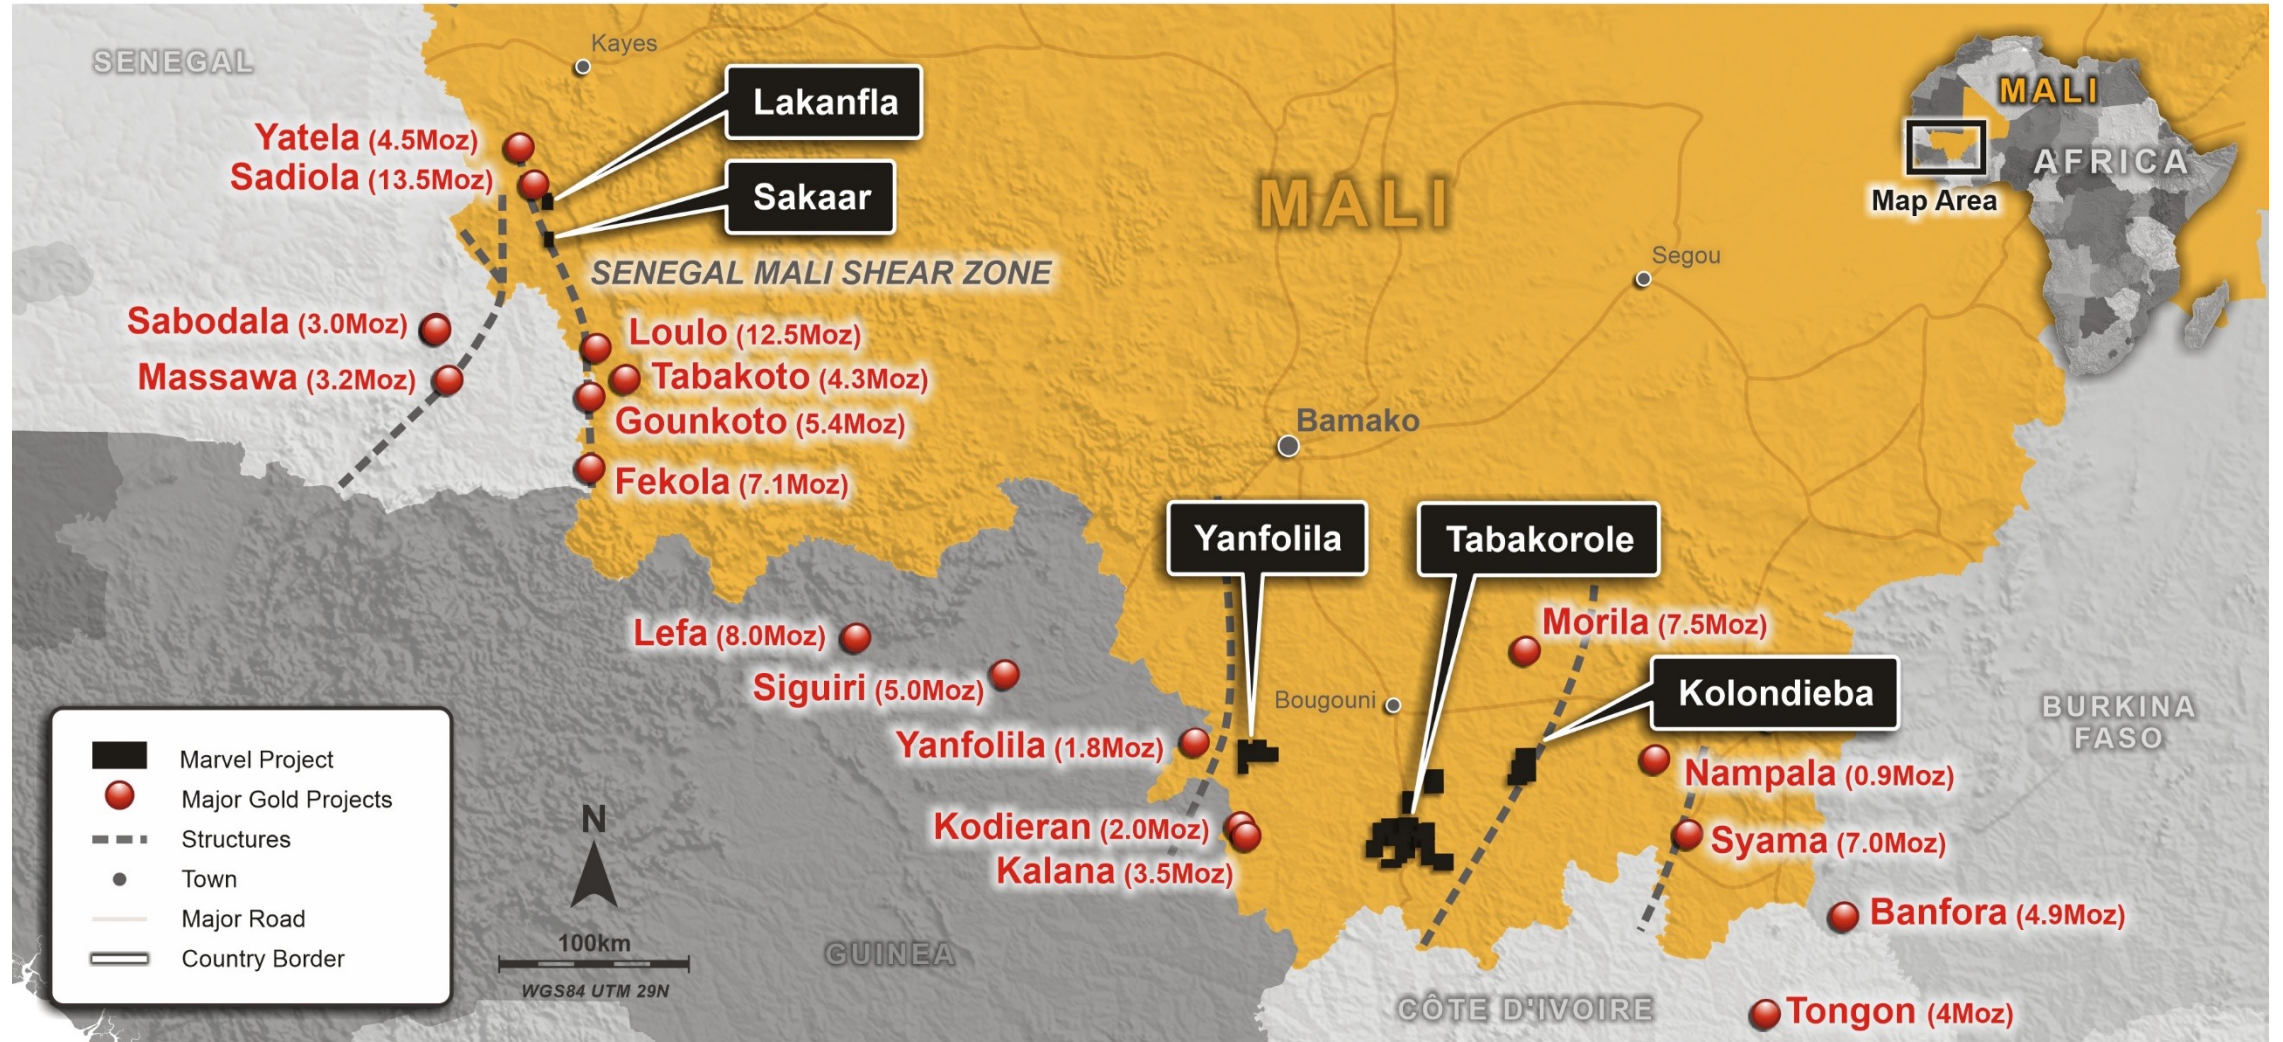 SENEGAL
Kayes
Lakanfla
MALI
AFRICA
Map Area
Yatela (4.5Moz)
Sadiola (13.5Moz)
Sakaar
MALI
SENEGAL MALI SHEAR ZONE
Segou
Sabodala (3.0Moz)
Massawa (3.2Moz)
Loulo (12.5Moz)
Tabakoto (4.3Moz)
Gounkoto (5.4Moz)
Fekola (7.1Moz)
Bamako
Yanfolila
Tabakorole
Lefa (8.0Moz)
Siguiri (5.0Moz)
Morila (7.5Moz)
Kolondieba
Bougouni
Yanfolila (1.8Moz)
Nampala (0.9Moz)
BURKINA
FASO
Kodieran (2.0Moz)
Kalana (3.5Moz)
Syama (7.0Moz)
Banfora (4.9Moz)
GUINEA
CÔTE D'IVOIRE
Tongon (4Moz)
Marvel Project
Major Gold Projects
Structures
Town
Major Road
Country Border
N
100km
WGS84 UTM 29N